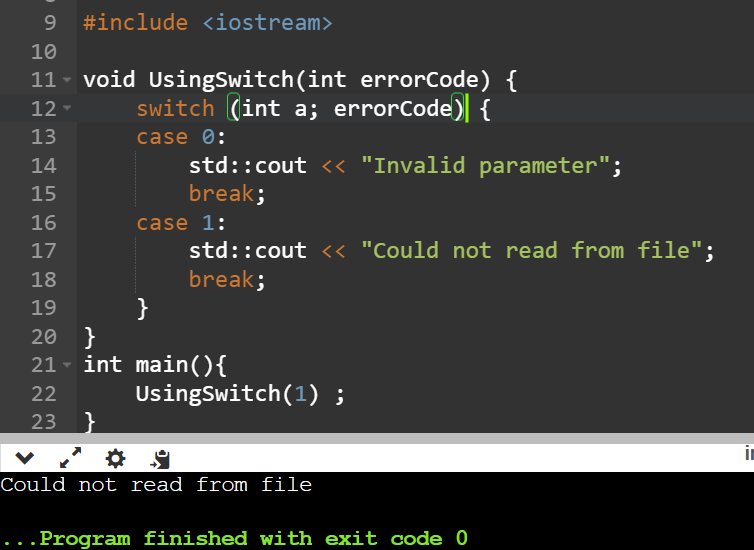 9 #include <iostream>
10
11 void UsingSwitch(int errorCode) {
12     switch (int a; errorCode) {
13     case 0:
14         std::cout << "Invalid parameter";
15         break;
16     case 1:
17         std::cout << "Could not read from file";
18         break;
19     }
20 }
21 int main(){
22     UsingSwitch(1) ;
23 }
Could not read from file
...Program finished with exit code 0